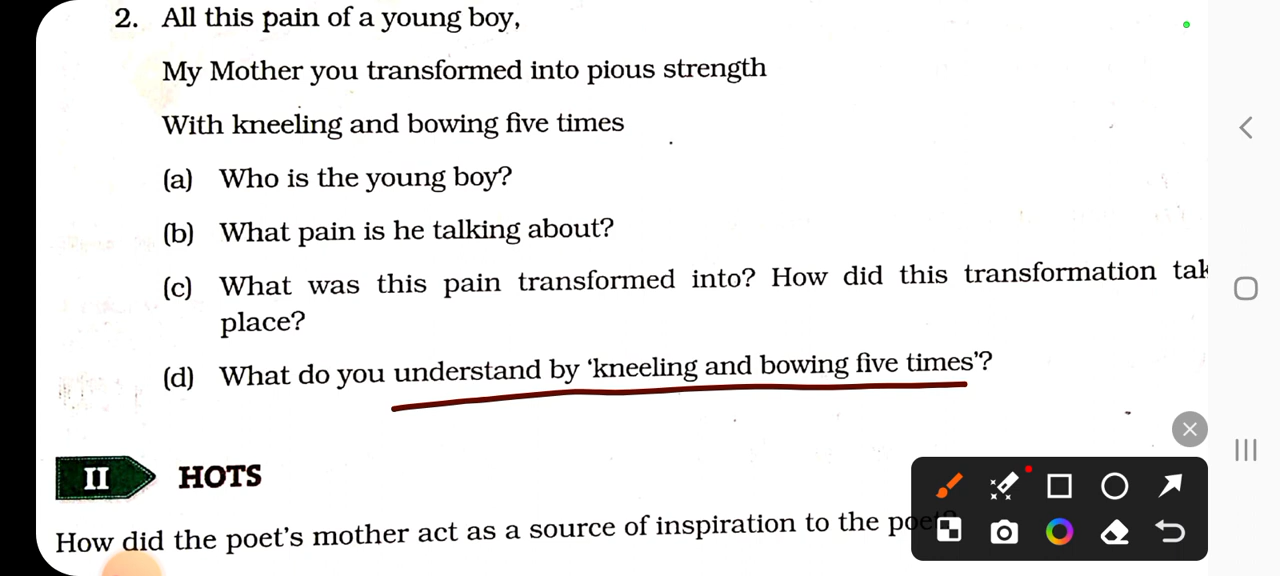 2. All this pain of a young boy,
My Mother you transformed into pious strength
With kneeling and bowing five times
(a) Who is the young boy?
(b) What pain is he talking about?
(c) What was this pain transformed into? How did this transformation tak
place?
(d) What do you understand by ‘kneeling and bowing five times’?
II HOTS
How did the poet's mother act as a source of inspiration to the poet?